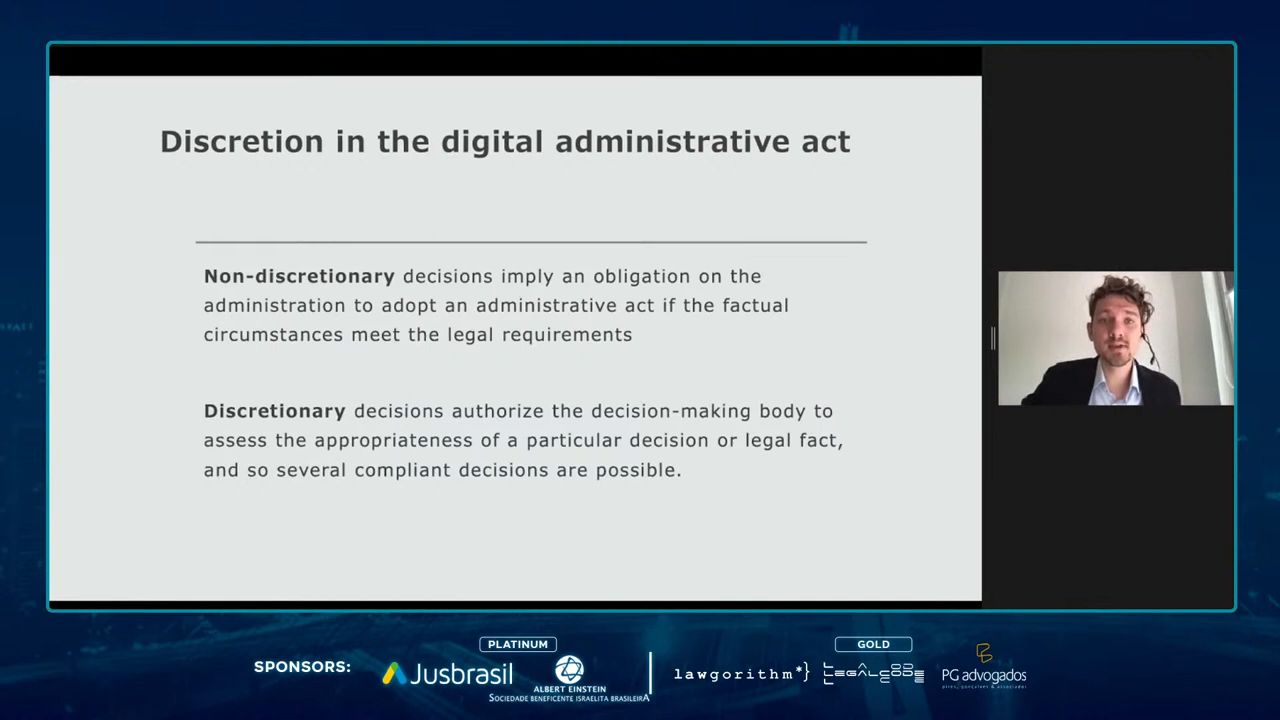 Discretion in the digital administrative act
Non-discretionary decisions imply an obligation on the
administration to adopt an administrative act if the factual
circumstances meet the legal requirements
Discretionary decisions authorize the decision-making body to
assess the appropriateness of a particular decision or legal fact,
and so several compliant decisions are possible.
SPONSORS:
PLATINUM
Jusbrasil
ALBERT EINSTEIN
SOCIEDADE BENEFICENTE ISRAELITA BRASILEIRA
GOLD
lawgorithm*}
LEGALCODE
PG advogados